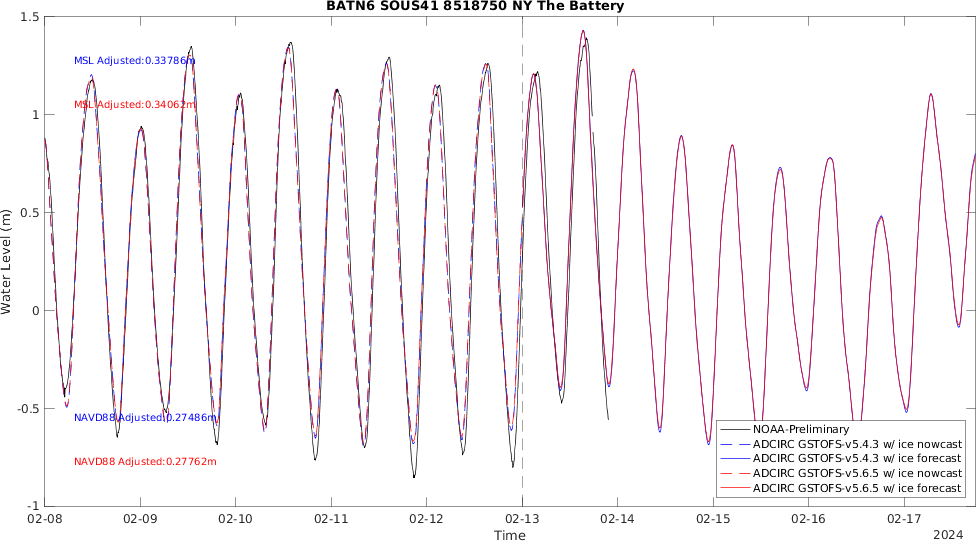 BATN6 SOUS41 8518750 NY The Battery
1.5
1
0.5
0
-0.5
-1
Water Level (m)
MSL Adjusted:0.33786m
MSL Adjusted:0.34062m
NAVD88 Adjusted:0.27486m
NAVD88 Adjusted:0.27762m
NOAA-Preliminary
ADCIRC GSTOFS-v5.4.3 w/ ice nowcast
ADCIRC GSTOFS-v5.4.3 w/ ice forecast
ADCIRC GSTOFS-v5.6.5 w/ ice nowcast
ADCIRC GSTOFS-v5.6.5 w/ ice forecast
02-08 02-09 02-10 02-11 02-12 02-13 02-14 02-15 02-16 02-17
Time
2024